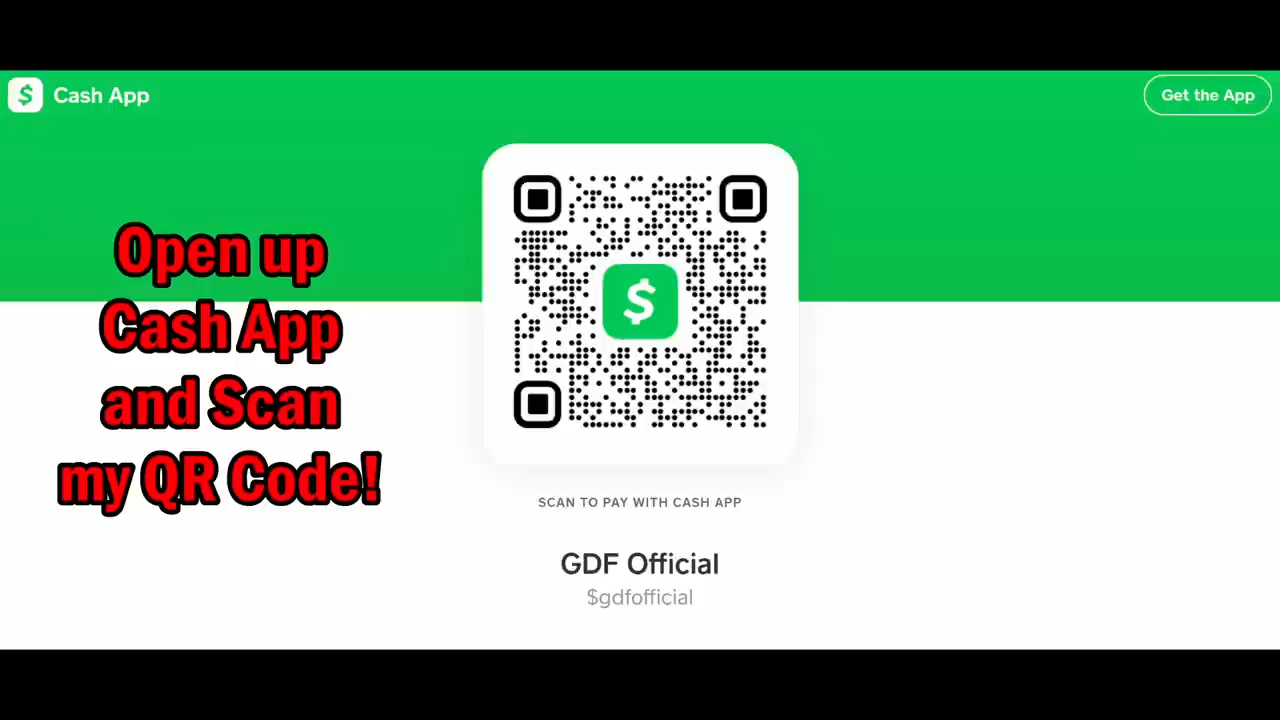 Cash App
Get the App
Open up
Cash App
and Scan
my QR Code!
SCAN TO PAY WITH CASH APP
GDF Official
$gdfofficial